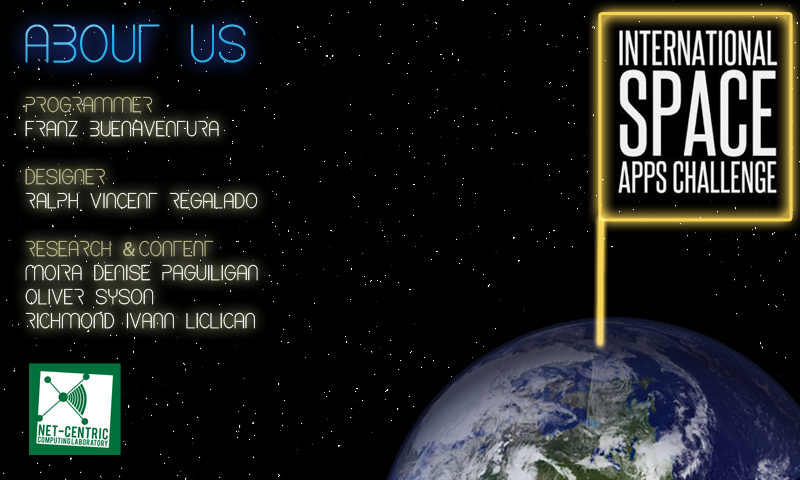 ABOUT US
PROGRAMMER
FRANZ BUENAVENTURA
DESIGNER
RALPH VINCENT REGALADO
RESEARCH & CONTENT
MOIRA DENISE PAGUILIGAN
OLIVER SYSON
RICHMOND IVANN LICLICAN
NET-CENTRIC
COMPUTING LABORATORY
INTERNATIONAL
SPACE
APPS CHALLENGE